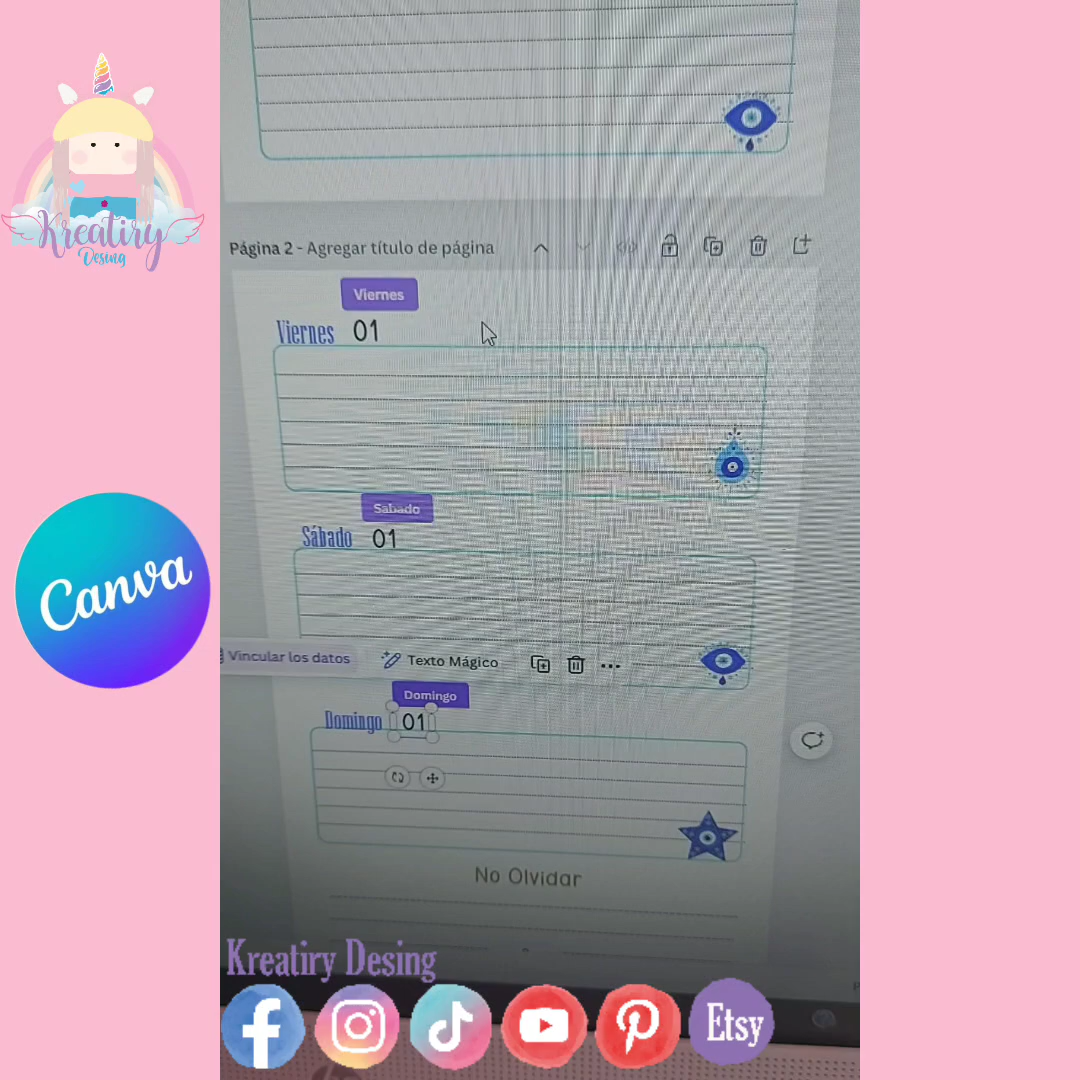 Kreatiry
Desing
Canva
Página 2 - Agregar título de página
Viernes
Viernes 01
Sabado
Sábado 01
Vincular los datos
Texto Mágico
Domingo
Domingo 01
No Olvidar
Kreatiry Desing
Etsy